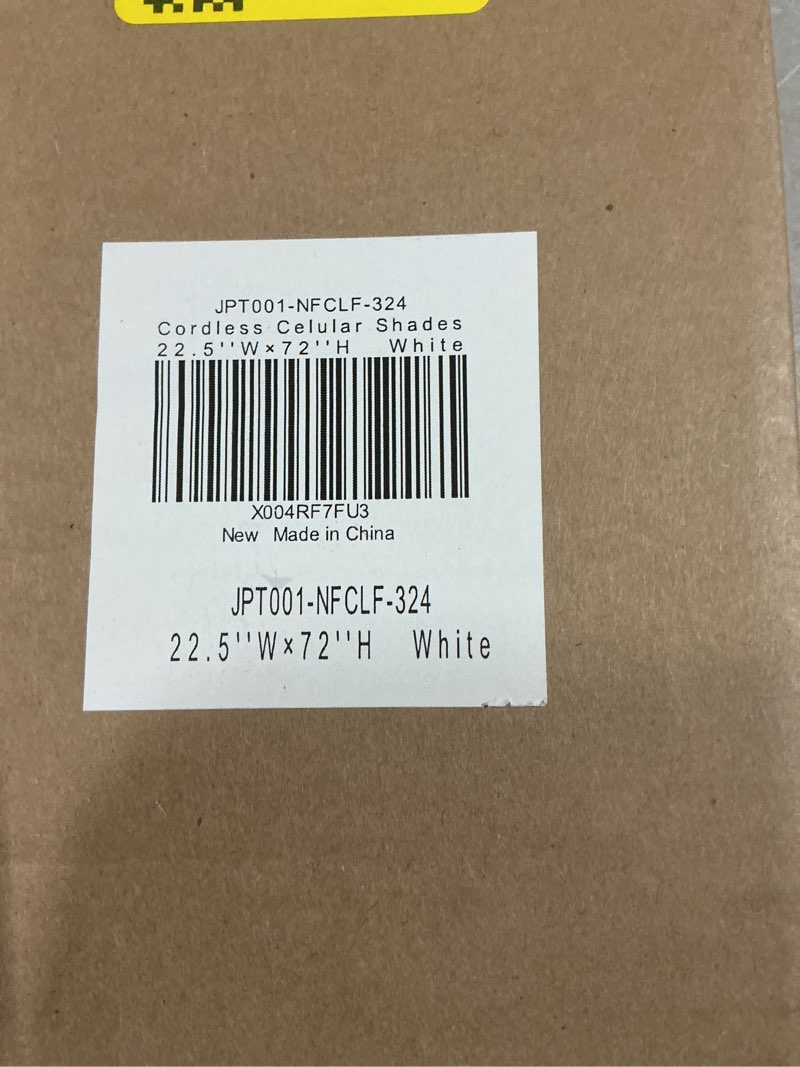 JPT001-NFCLF-324
Cordless Celular Shades
22.5''W×72''H White
X004RF7FU3
New Made in China
JPT001-NFCLF-324
22.5''W×72''H White